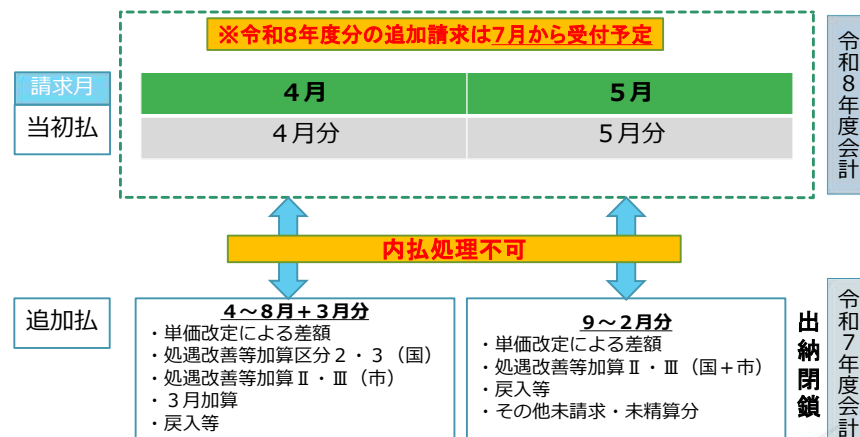 ※令和8年度分の追加請求は7月から受付予定
請求月
4月
5月
当初払
4月分
5月分
令和8年度会計
内払処理不可
追加払
4～8月＋3月分
・単価改定による差額
・処遇改善等加算区分2・3（国）
・処遇改善等加算Ⅱ・Ⅲ（市）
・3月加算
・戻入等
9～2月分
・単価改定による差額
・処遇改善等加算Ⅱ・Ⅲ（国＋市）
・戻入等
・その他未請求・未精算分
出納閉鎖
令和7年度会計